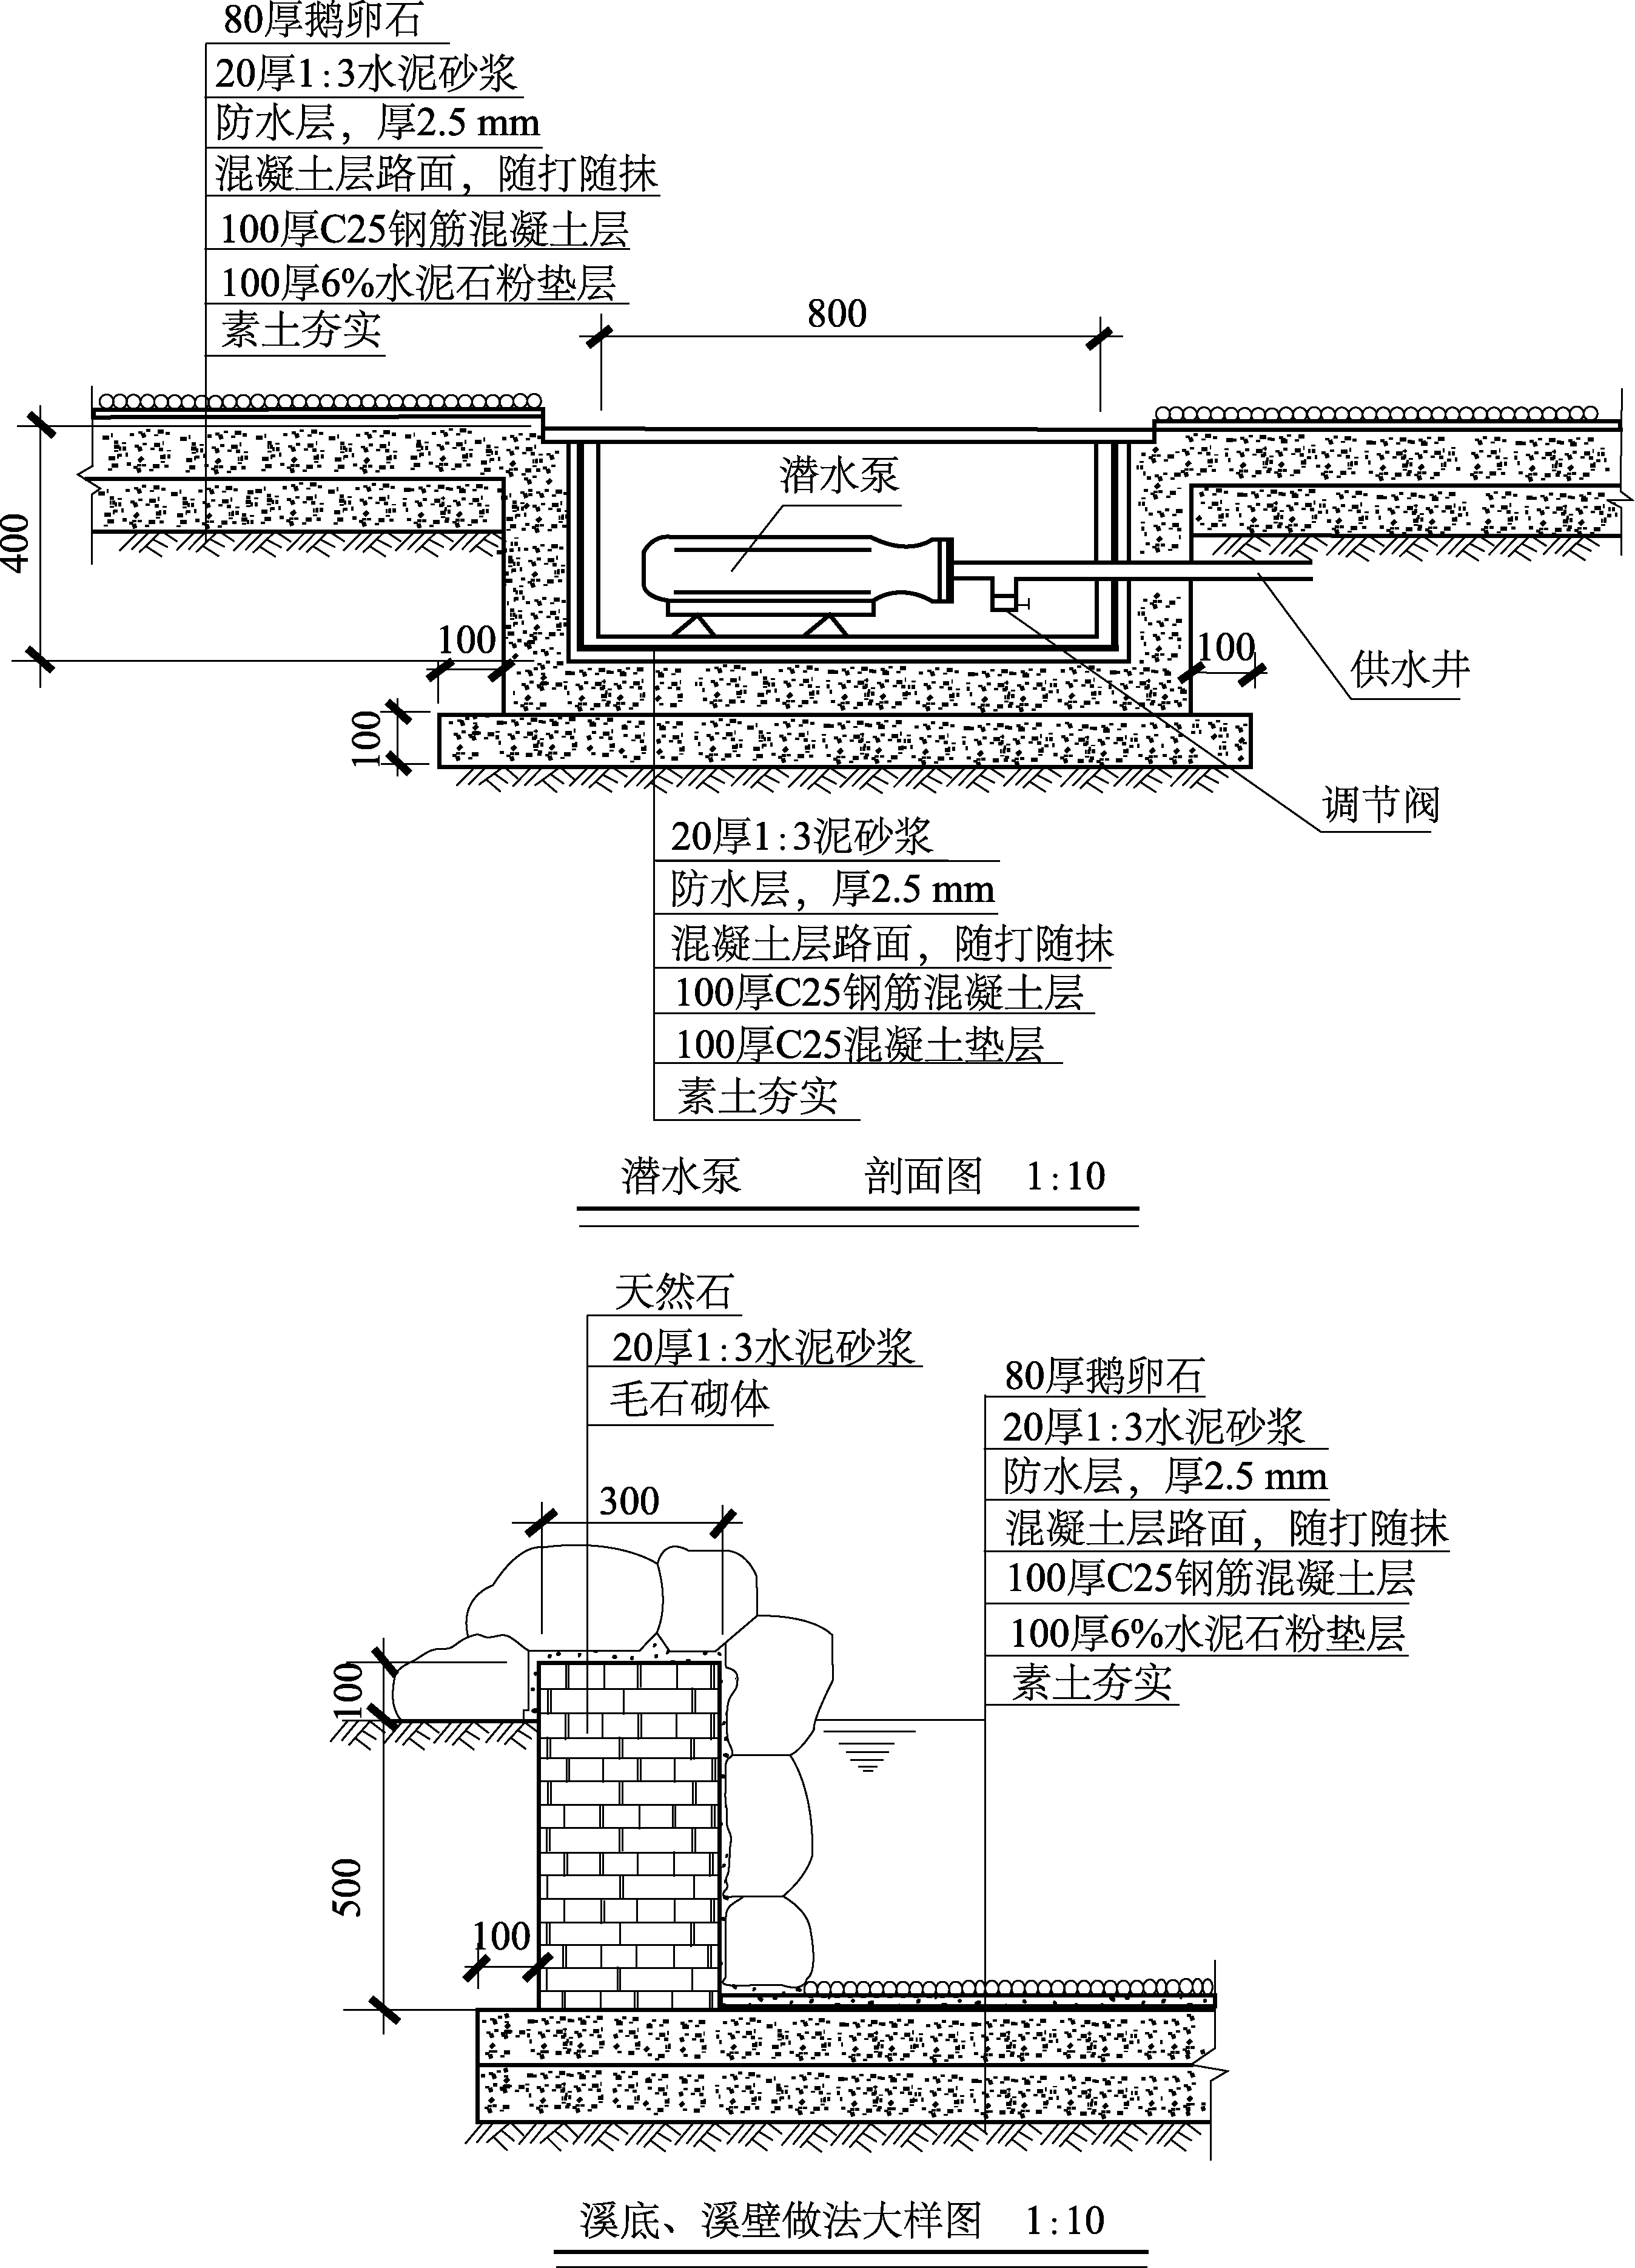 80厚鹅卵石
20厚1:3水泥砂浆
防水层，厚2.5 mm
混凝土层路面，随打随抹
100厚C25钢筋混凝土层
100厚6%水泥石粉垫层
素土夯实
800
潜水泵
400
100
100
供水井
100
调节阀
20厚1:3泥砂浆
防水层，厚2.5 mm
混凝土层路面，随打随抹
100厚C25钢筋混凝土层
100厚C25混凝土垫层
素土夯实
潜水泵 剖面图 1:10
天然石
20厚1:3水泥砂浆
毛石砌体
80厚鹅卵石
20厚1:3水泥砂浆
防水层，厚2.5 mm
混凝土层路面，随打随抹
100厚C25钢筋混凝土层
100厚6%水泥石粉垫层
素土夯实
300
100
500
100
溪底、溪壁做法大样图 1:10